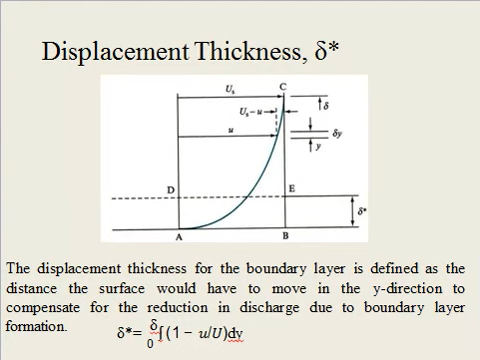 Displacement Thickness, δ*
Uₛ
C
δ
Uₛ – u
u
δy
y
D
E
δ*
A
B
The displacement thickness for the boundary layer is defined as the
distance the surface would have to move in the y-direction to
compensate for the reduction in discharge due to boundary layer
formation.
δ*= ₀∫^δ (1 − u/U)dy